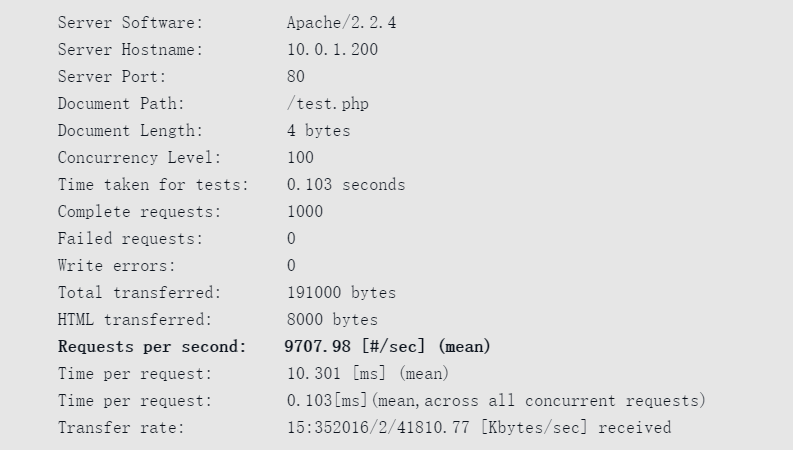 Server Software: Apache/2.2.4
Server Hostname: 10.0.1.200
Server Port: 80
Document Path: /test.php
Document Length: 4 bytes
Concurrency Level: 100
Time taken for tests: 0.103 seconds
Complete requests: 1000
Failed requests: 0
Write errors: 0
Total transferred: 191000 bytes
HTML transferred: 8000 bytes
Requests per second: 9707.98 [#/sec] (mean)
Time per request: 10.301 [ms] (mean)
Time per request: 0.103[ms](mean,across all concurrent requests)
Transfer rate: 15:352016/2/41810.77 [Kbytes/sec] received